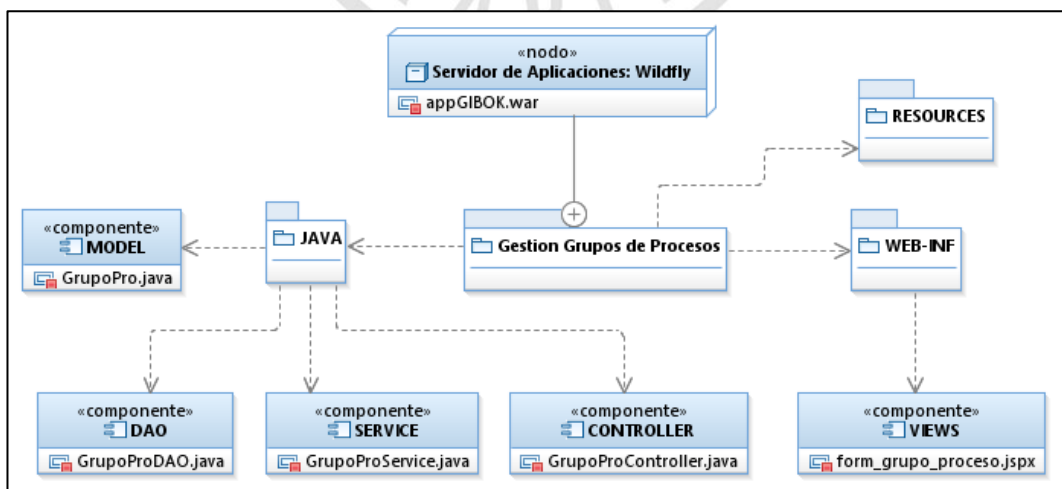 «nodo»
Servidor de Aplicaciones: Wildfly
appGIBOK.war
RESOURCES
«componente»
MODEL
GrupoPro.java
JAVA
Gestion Grupos de Procesos
WEB-INF
«componente»
DAO
GrupoProDAO.java
«componente»
SERVICE
GrupoProService.java
«componente»
CONTROLLER
GrupoProController.java
«componente»
VIEWS
form_grupo_proceso.jspx